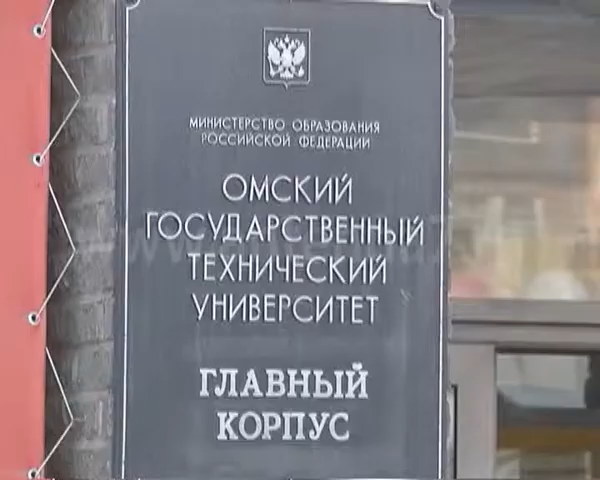 МИНИСТЕРСТВО ОБРАЗОВАНИЯ
РОССИЙСКОЙ ФЕДЕРАЦИИ
ОМСКИЙ
ГОСУДАРСТВЕННЫЙ
ТЕХНИЧЕСКИЙ
УНИВЕРСИТЕТ
ГЛАВНЫЙ
КОРПУС